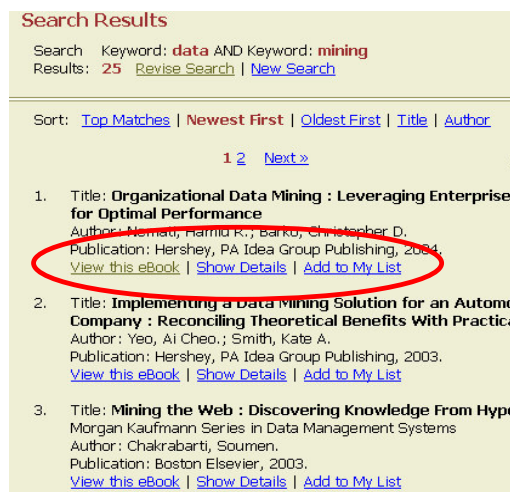 Search Results
Search Keyword: data AND Keyword: mining
Results: 25 Revise Search | New Search
Sort: Top Matches | Newest First | Oldest First | Title | Author
1 2 Next »
1. Title: Organizational Data Mining : Leveraging Enterprise
for Optimal Performance
Author: Nemati, Hamid R.; Barko, Christopher D.
Publication: Hershey, PA Idea Group Publishing, 2004.
View this eBook | Show Details | Add to My List
2. Title: Implementing a Data Mining Solution for an Automo
Company : Reconciling Theoretical Benefits With Practica
Author: Yeo, Ai Cheo.; Smith, Kate A.
Publication: Hershey, PA Idea Group Publishing, 2003.
View this eBook | Show Details | Add to My List
3. Title: Mining the Web : Discovering Knowledge From Hype
Morgan Kaufmann Series in Data Management Systems
Author: Chakrabarti, Soumen.
Publication: Boston Elsevier, 2003.
View this eBook | Show Details | Add to My List